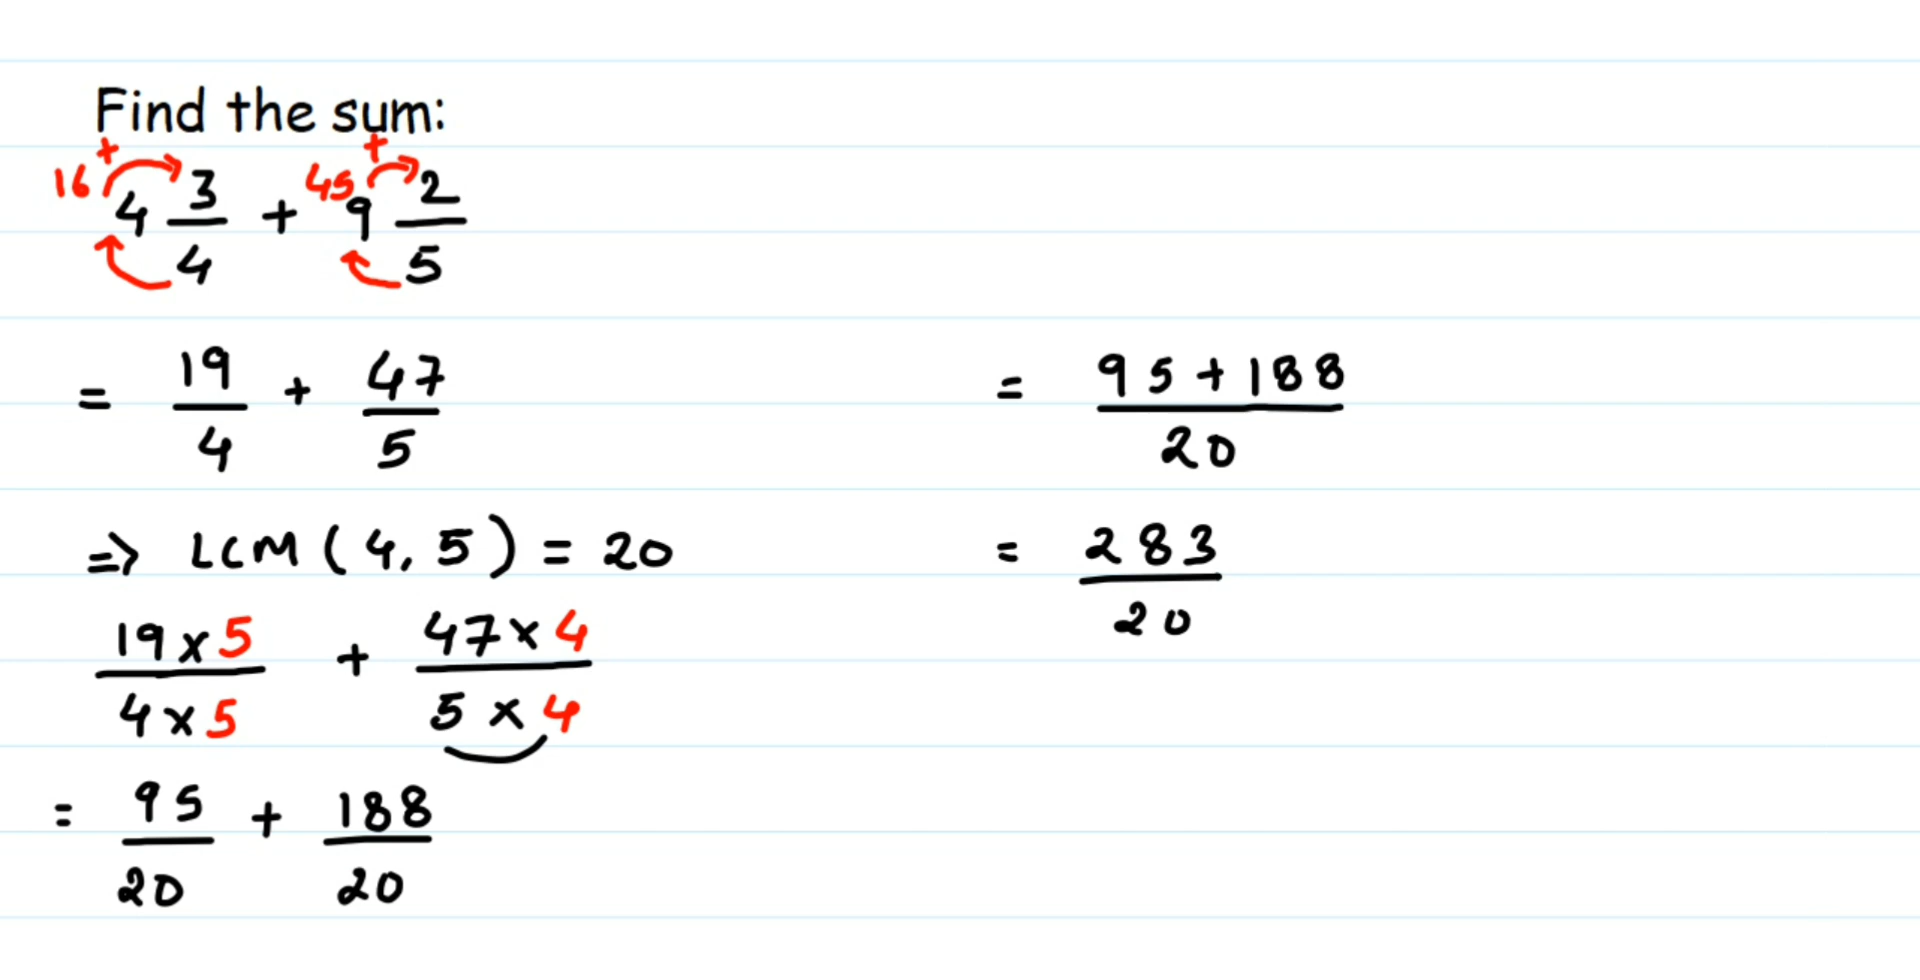 Find the sum:
16 + 4 3/4 + 45 + 9 2/5
= 19/4 + 47/5
=> LCM ( 4, 5 ) = 20
19 x 5 / 4 x 5 + 47 x 4 / 5 x 4
= 95/20 + 188/20
= 95 + 188 / 20
= 283/20